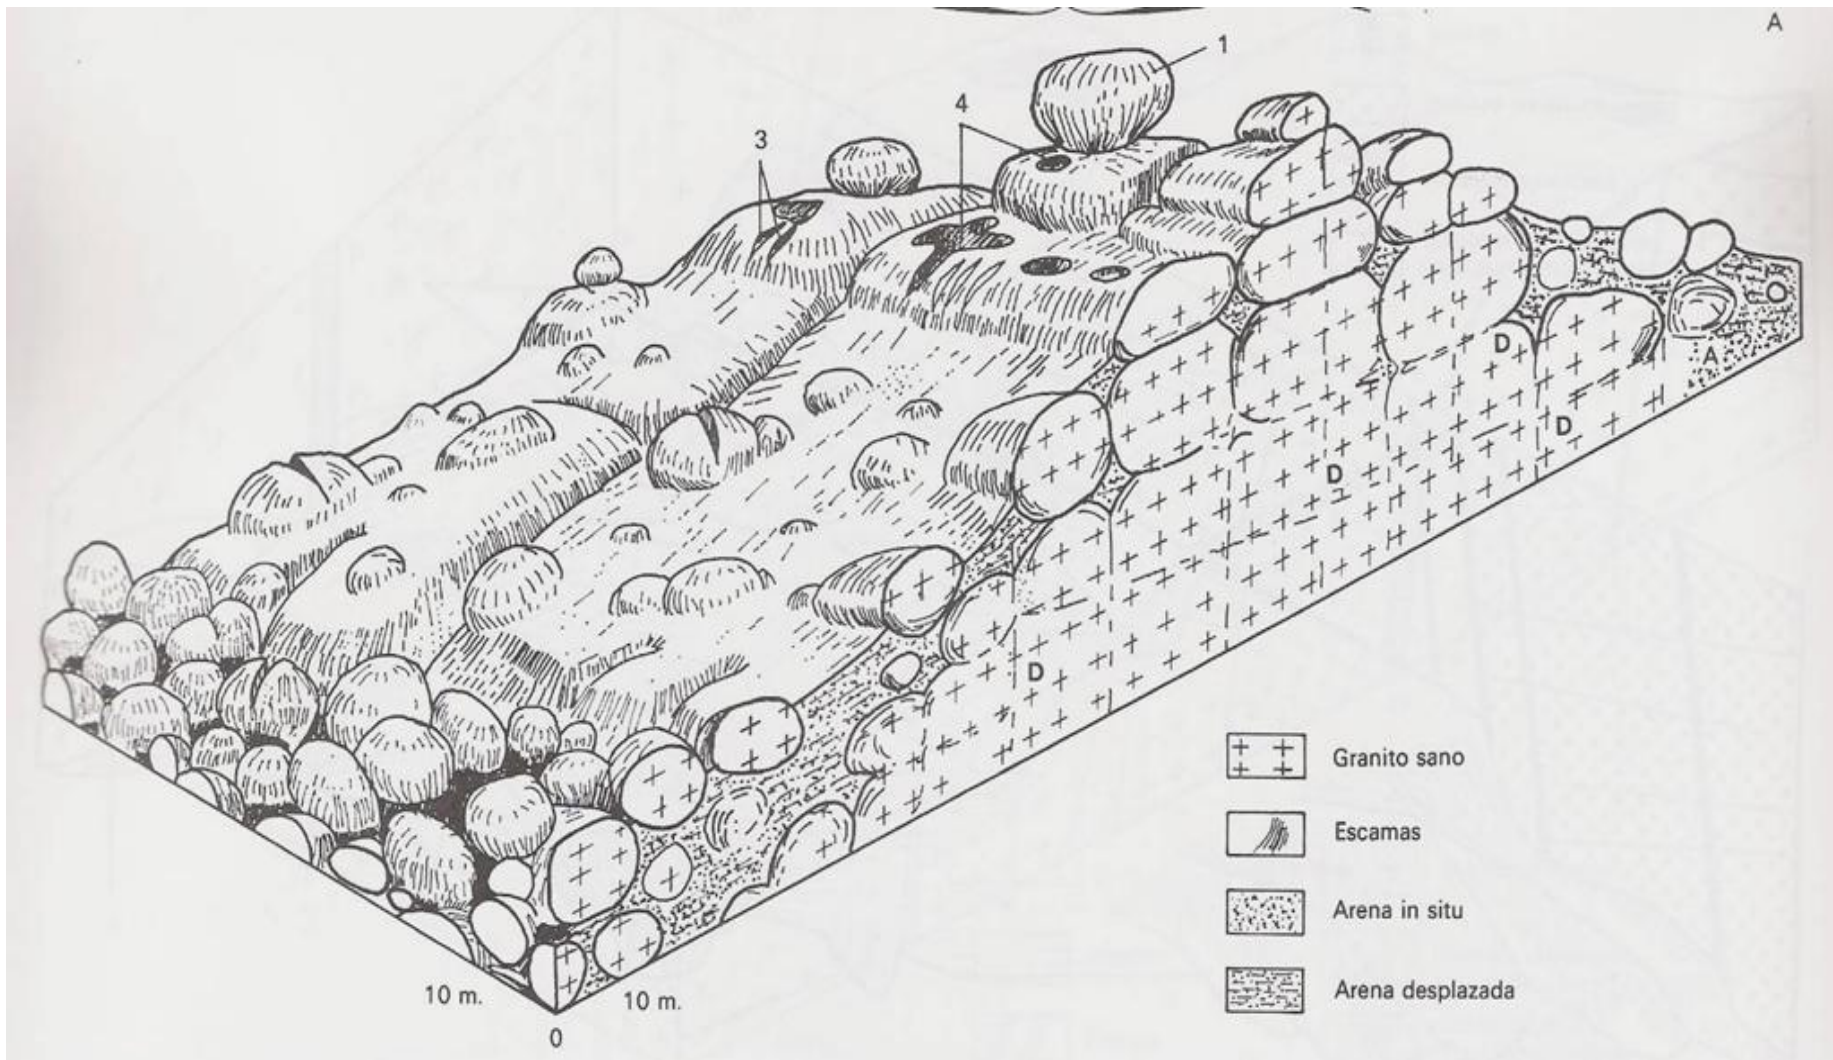 A
1
4
3
D
A
D
D
D
Granito sano
Escamas
Arena in situ
Arena desplazada
10 m.
10 m.
0